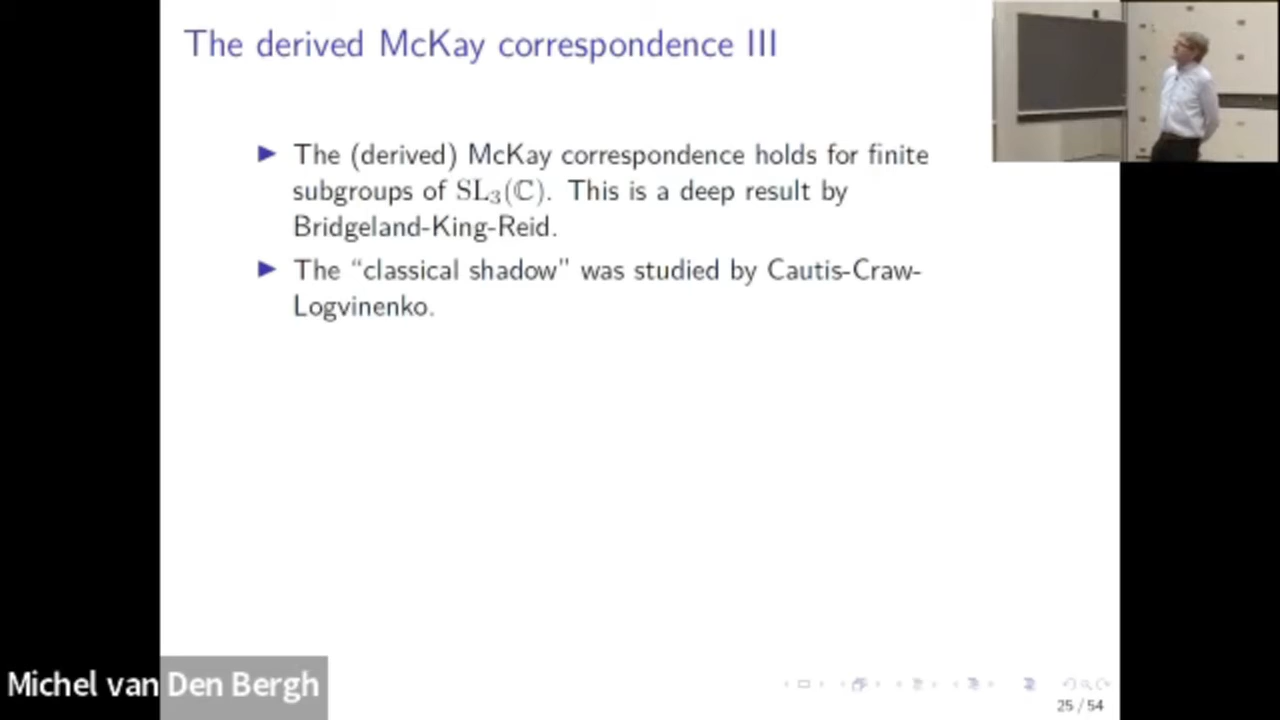 The derived McKay correspondence III
▶ The (derived) McKay correspondence holds for finite
subgroups of SL₃(ℂ). This is a deep result by
Bridgeland-King-Reid.
▶ The “classical shadow” was studied by Cautis-Craw-
Logvinenko.
Michel van Den Bergh
25 / 54